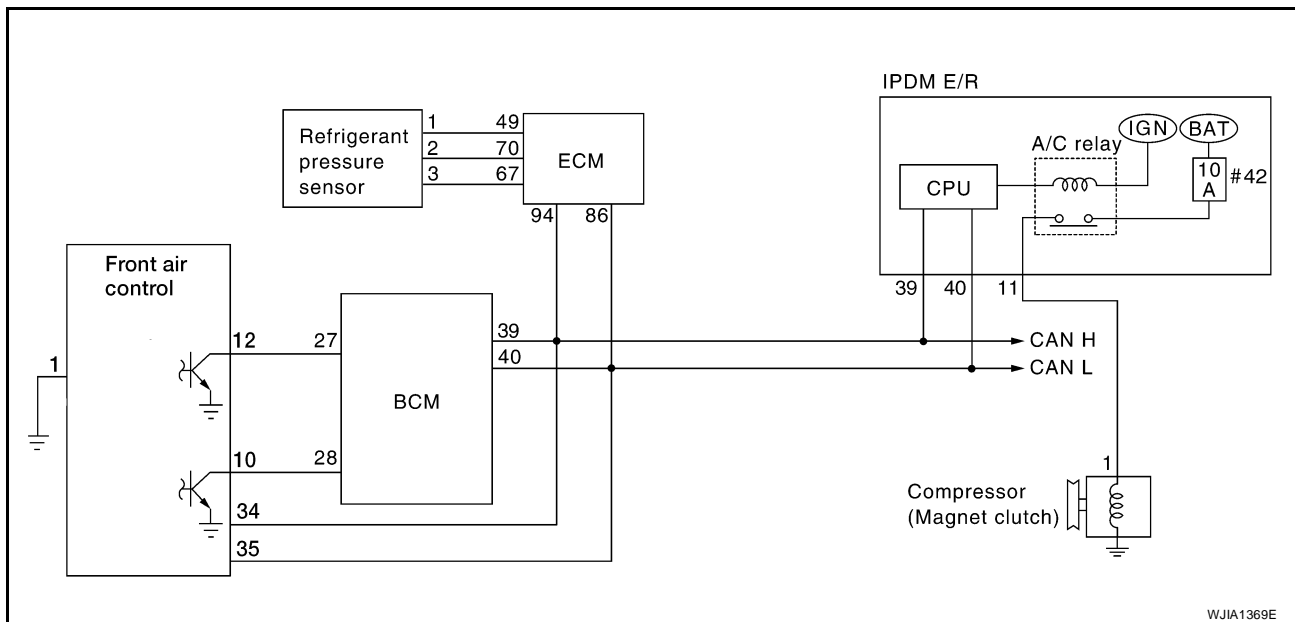 IPDM E/R
Refrigerant
pressure
sensor
1 49
2 70
3 67
ECM
94 86
A/C relay
IGN
BAT
10
A
#42
CPU
39 40 11
Front air
control
1
12 27
10 28
34
35
BCM
39
40
CAN H
CAN L
1
Compressor
(Magnet clutch)
WJIA1369E